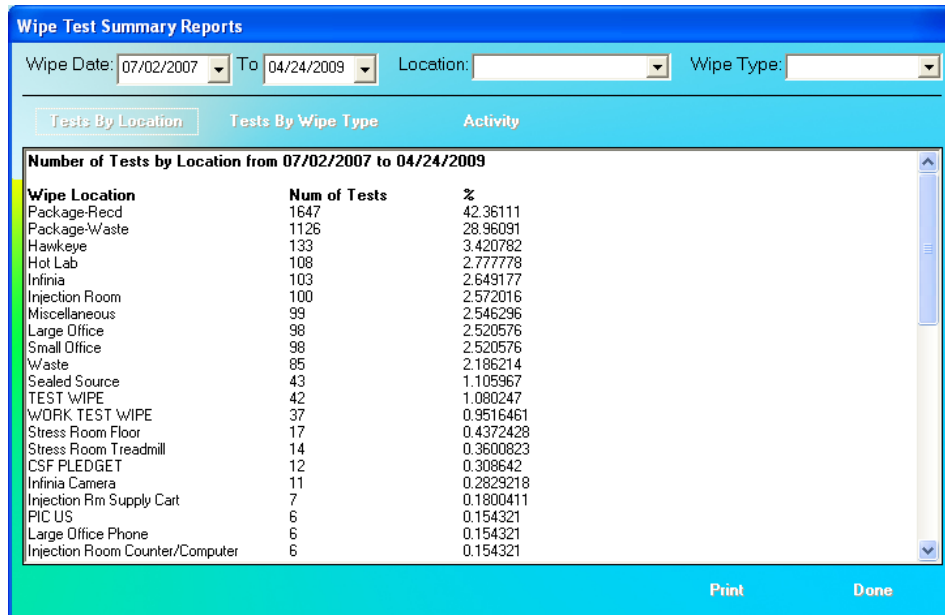 Wipe Test Summary Reports
Wipe Date: 07/02/2007 To 04/24/2009 Location: Wipe Type:
Tests By Location Tests By Wipe Type Activity
Number of Tests by Location from 07/02/2007 to 04/24/2009
Wipe Location Num of Tests %
Package-Recd 1647 42.36111
Package-Waste 1126 28.96091
Hawkeye 133 3.420782
Hot Lab 108 2.777778
Infinia 103 2.649177
Injection Room 100 2.572016
Miscellaneous 99 2.546296
Large Office 98 2.520576
Small Office 98 2.520576
Waste 85 2.186214
Sealed Source 43 1.105967
TEST WIPE 42 1.080247
WORK TEST WIPE 37 0.9516461
Stress Room Floor 17 0.4372428
Stress Room Treadmill 14 0.3600823
CSF PLEDGET 12 0.308642
Infinia Camera 11 0.2829218
Injection Rm Supply Cart 7 0.1800411
PIC US 6 0.154321
Large Office Phone 6 0.154321
Injection Room Counter/Computer 6 0.154321
Print Done